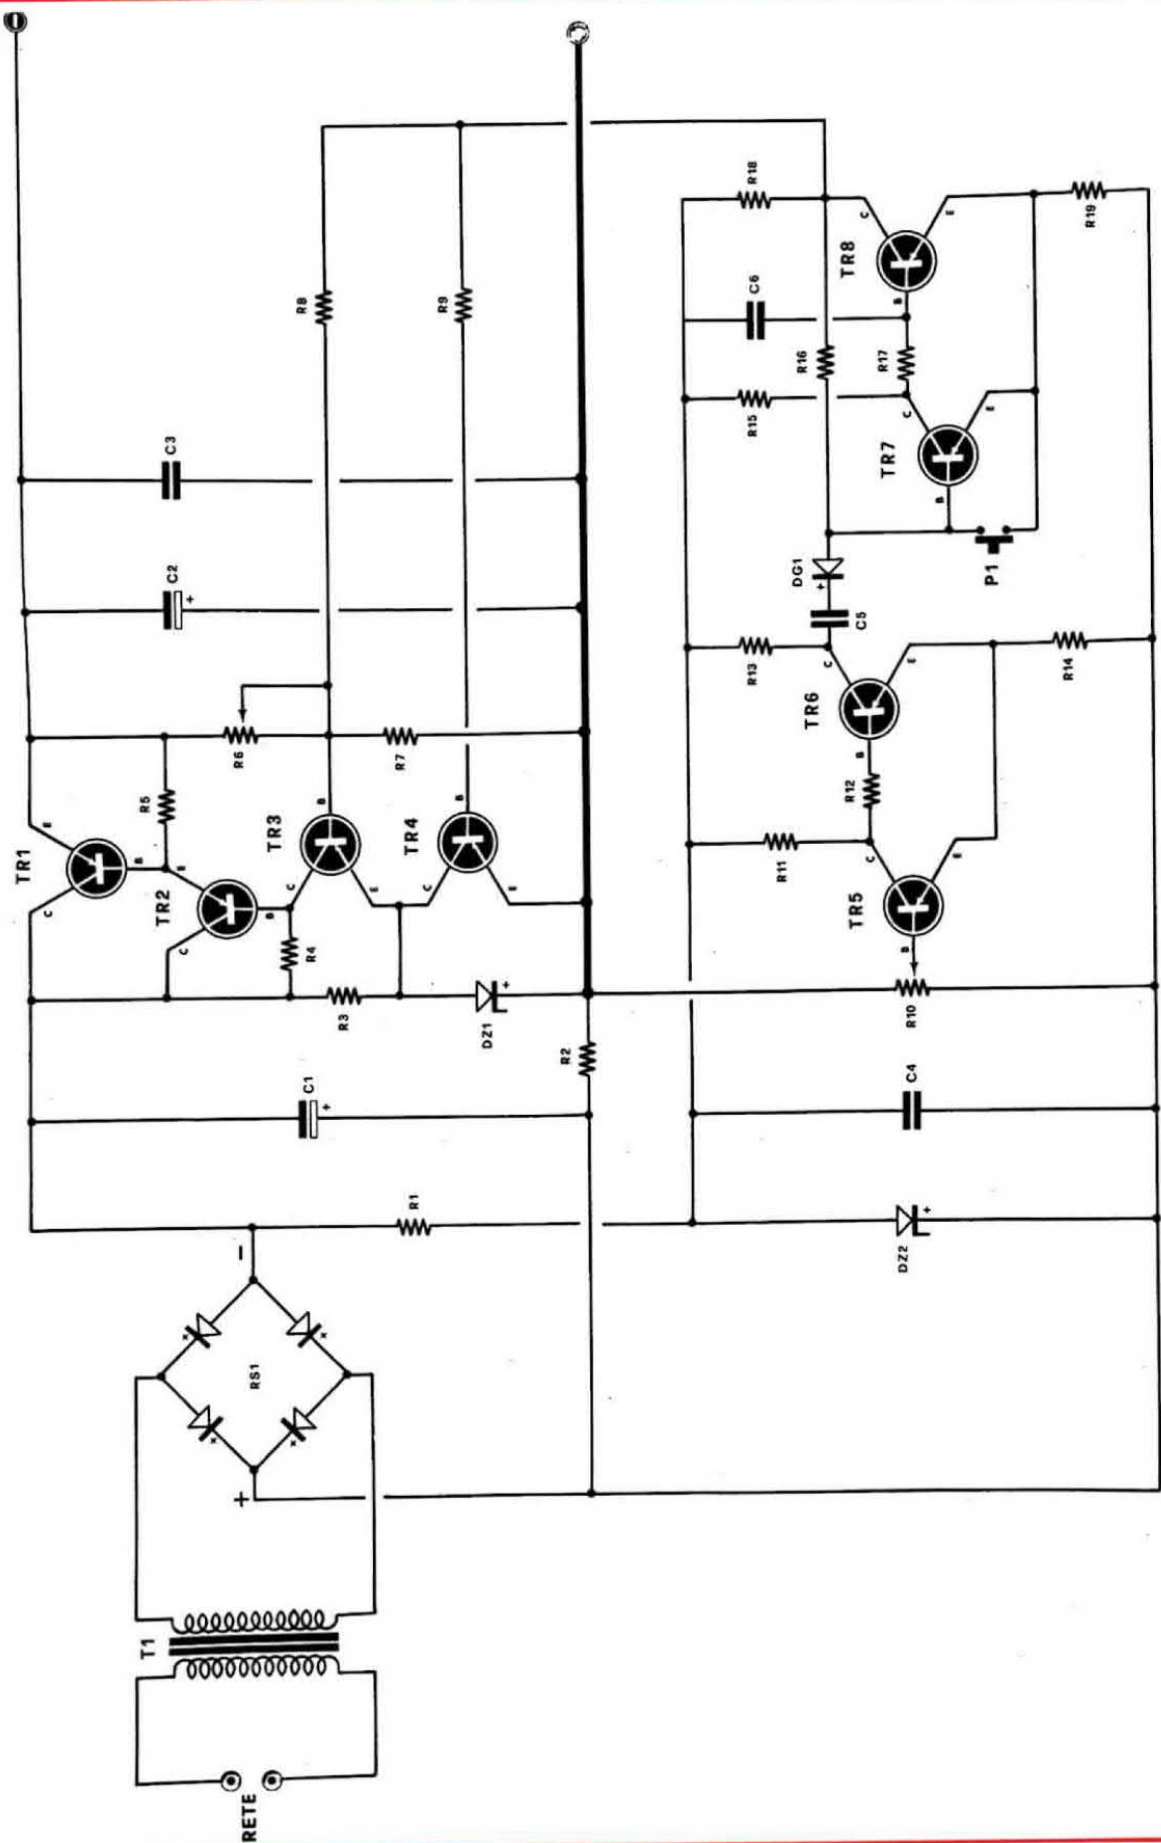 RETE
T1
RS1
+
−
x
x
x
x
R1
C1
+
R2
R3
DZ1
+
R4
TR1
C
B
E
TR2
C
B
E
R5
R6
R7
TR3
C
B
E
TR4
C
B
E
C2
+
C3
R8
R9
DZ2
+
C4
R10
TR5
B
C
E
R11
R12
TR6
B
C
E
R13
R14
C5
DG1
+
P1
TR7
B
C
E
R15
R16
R17
C6
TR8
B
C
E
R18
R19